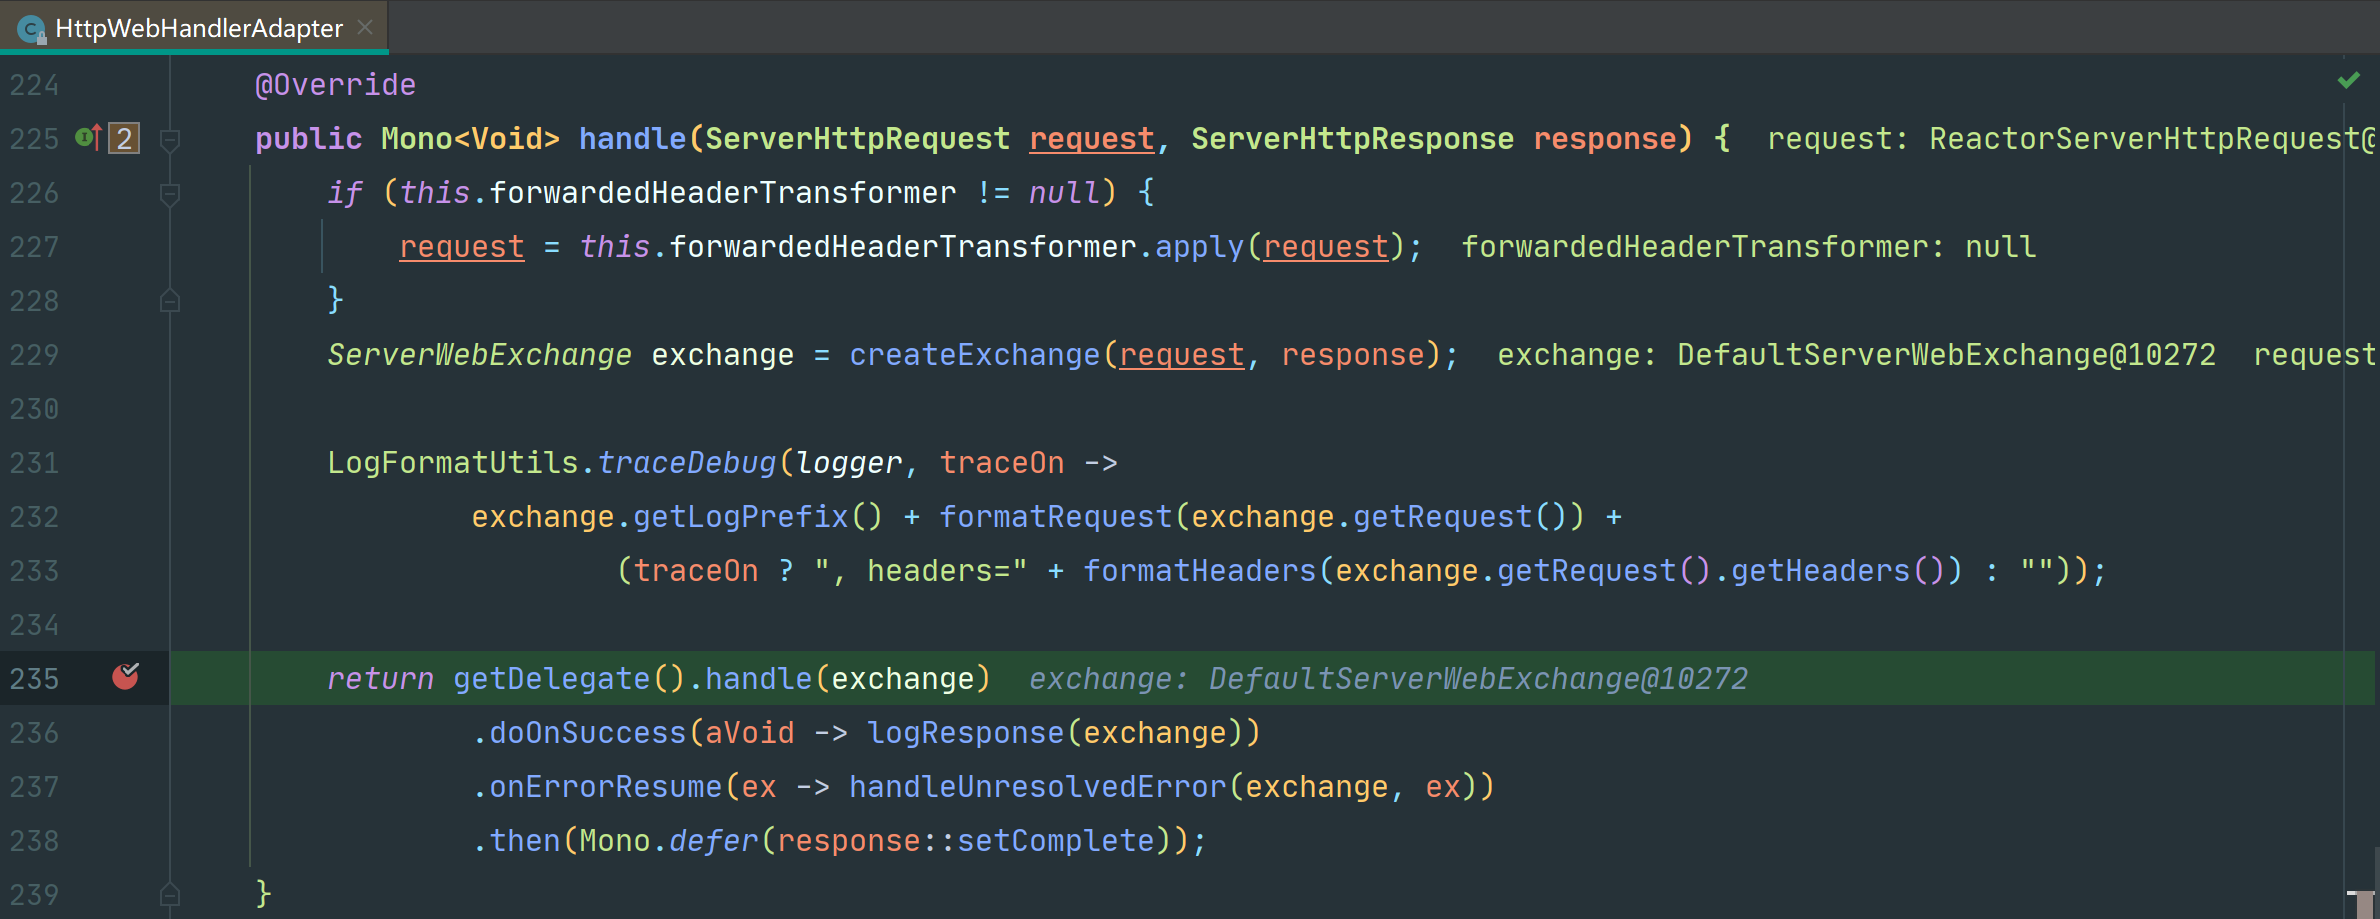 HttpWebHandlerAdapter
224 @Override
225 2 public Mono<Void> handle(ServerHttpRequest request, ServerHttpResponse response) { request: ReactorServerHttpRequest@
226 if (this.forwardedHeaderTransformer != null) {
227 request = this.forwardedHeaderTransformer.apply(request); forwardedHeaderTransformer: null
228 }
229 ServerWebExchange exchange = createExchange(request, response); exchange: DefaultServerWebExchange@10272 request
230
231 LogFormatUtils.traceDebug(logger, traceOn ->
232 exchange.getLogPrefix() + formatRequest(exchange.getRequest()) +
233 (traceOn ? ", headers=" + formatHeaders(exchange.getRequest().getHeaders()) : ""));
234
235 return getDelegate().handle(exchange) exchange: DefaultServerWebExchange@10272
236 .doOnSuccess(aVoid -> logResponse(exchange))
237 .onErrorResume(ex -> handleUnresolvedError(exchange, ex))
238 .then(Mono.defer(response::setComplete));
239 }